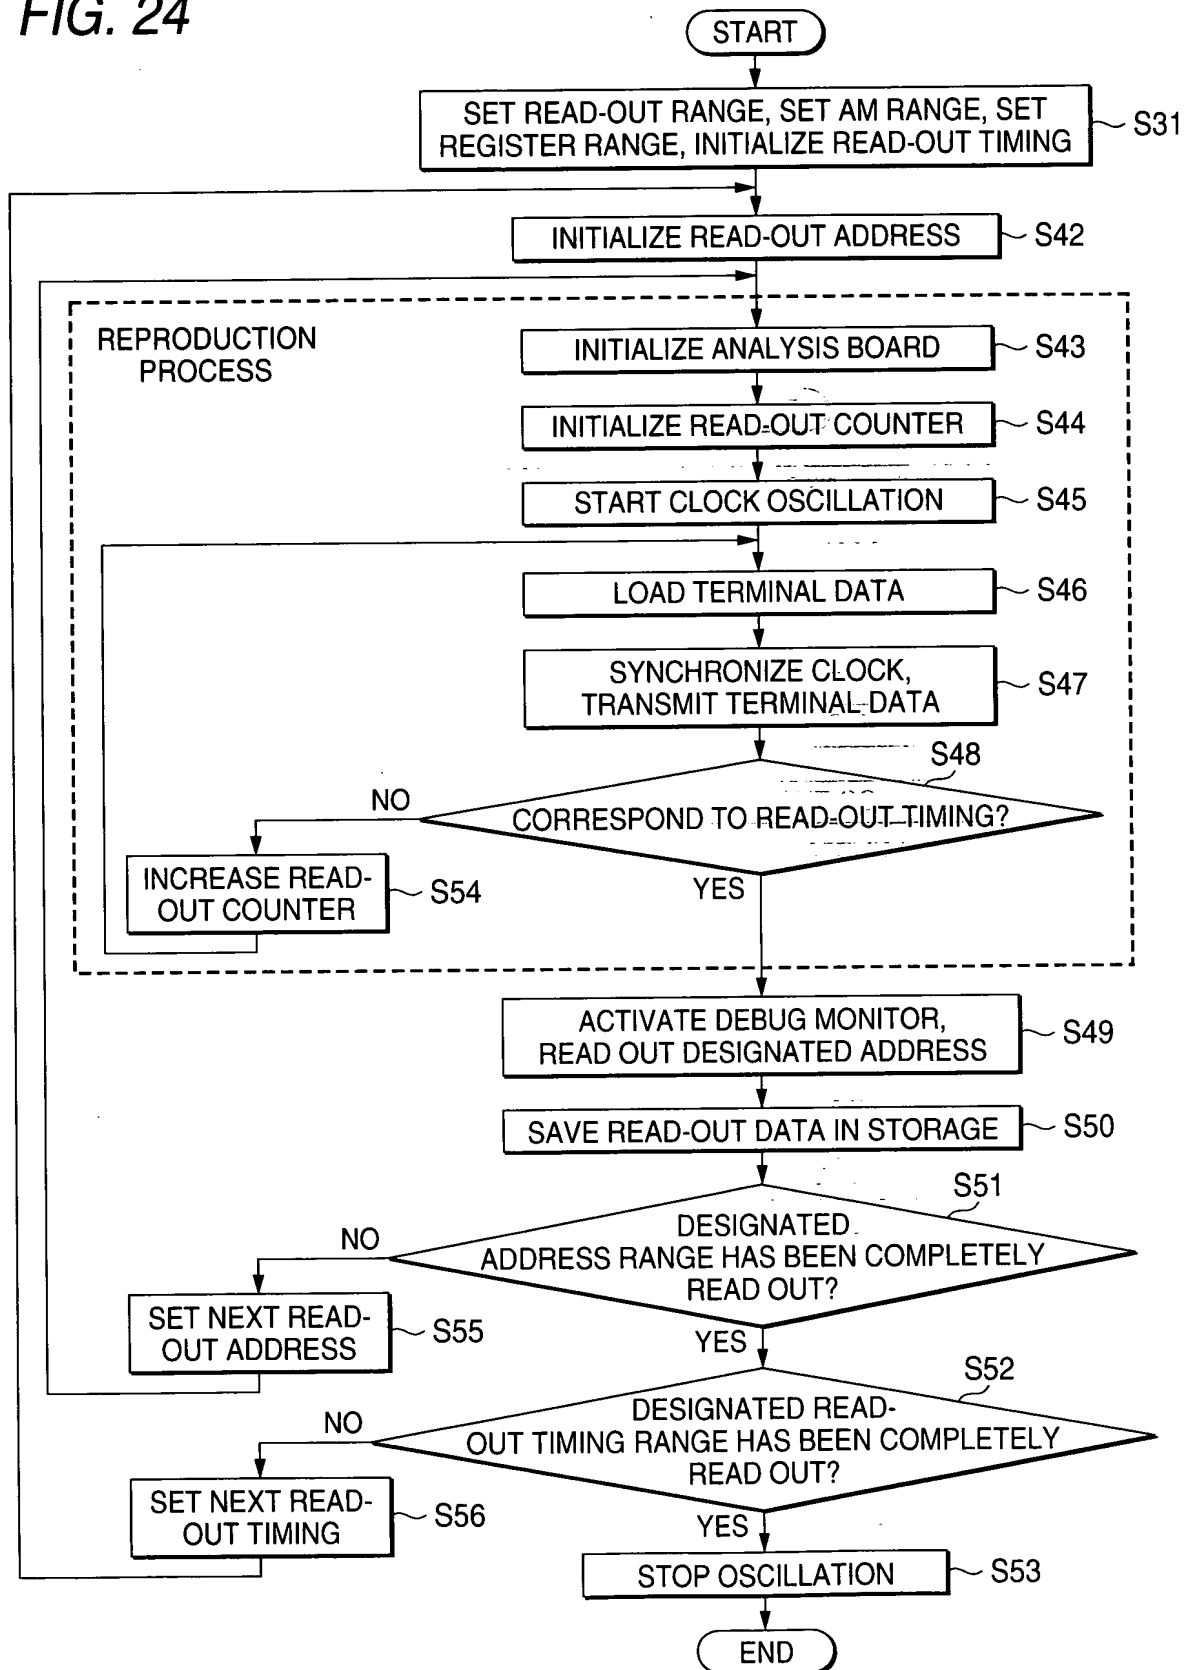 FIG. 24
START
SET READ-OUT RANGE, SET AM RANGE, SET
REGISTER RANGE, INITIALIZE READ-OUT TIMING
S31
INITIALIZE READ-OUT ADDRESS
S42
REPRODUCTION
PROCESS
INITIALIZE ANALYSIS BOARD
S43
INITIALIZE READ-OUT COUNTER
S44
START CLOCK OSCILLATION
S45
LOAD TERMINAL DATA
S46
SYNCHRONIZE CLOCK,
TRANSMIT TERMINAL DATA
S47
S48
CORRESPOND TO READ-OUT TIMING?
NO
YES
INCREASE READ-
OUT COUNTER
S54
ACTIVATE DEBUG MONITOR,
READ OUT DESIGNATED ADDRESS
S49
SAVE READ-OUT DATA IN STORAGE
S50
S51
DESIGNATED
ADDRESS RANGE HAS BEEN COMPLETELY
READ OUT?
NO
YES
SET NEXT READ-
OUT ADDRESS
S55
S52
DESIGNATED READ-
OUT TIMING RANGE HAS BEEN COMPLETELY
READ OUT?
NO
YES
SET NEXT READ-
OUT TIMING
S56
STOP OSCILLATION
S53
END